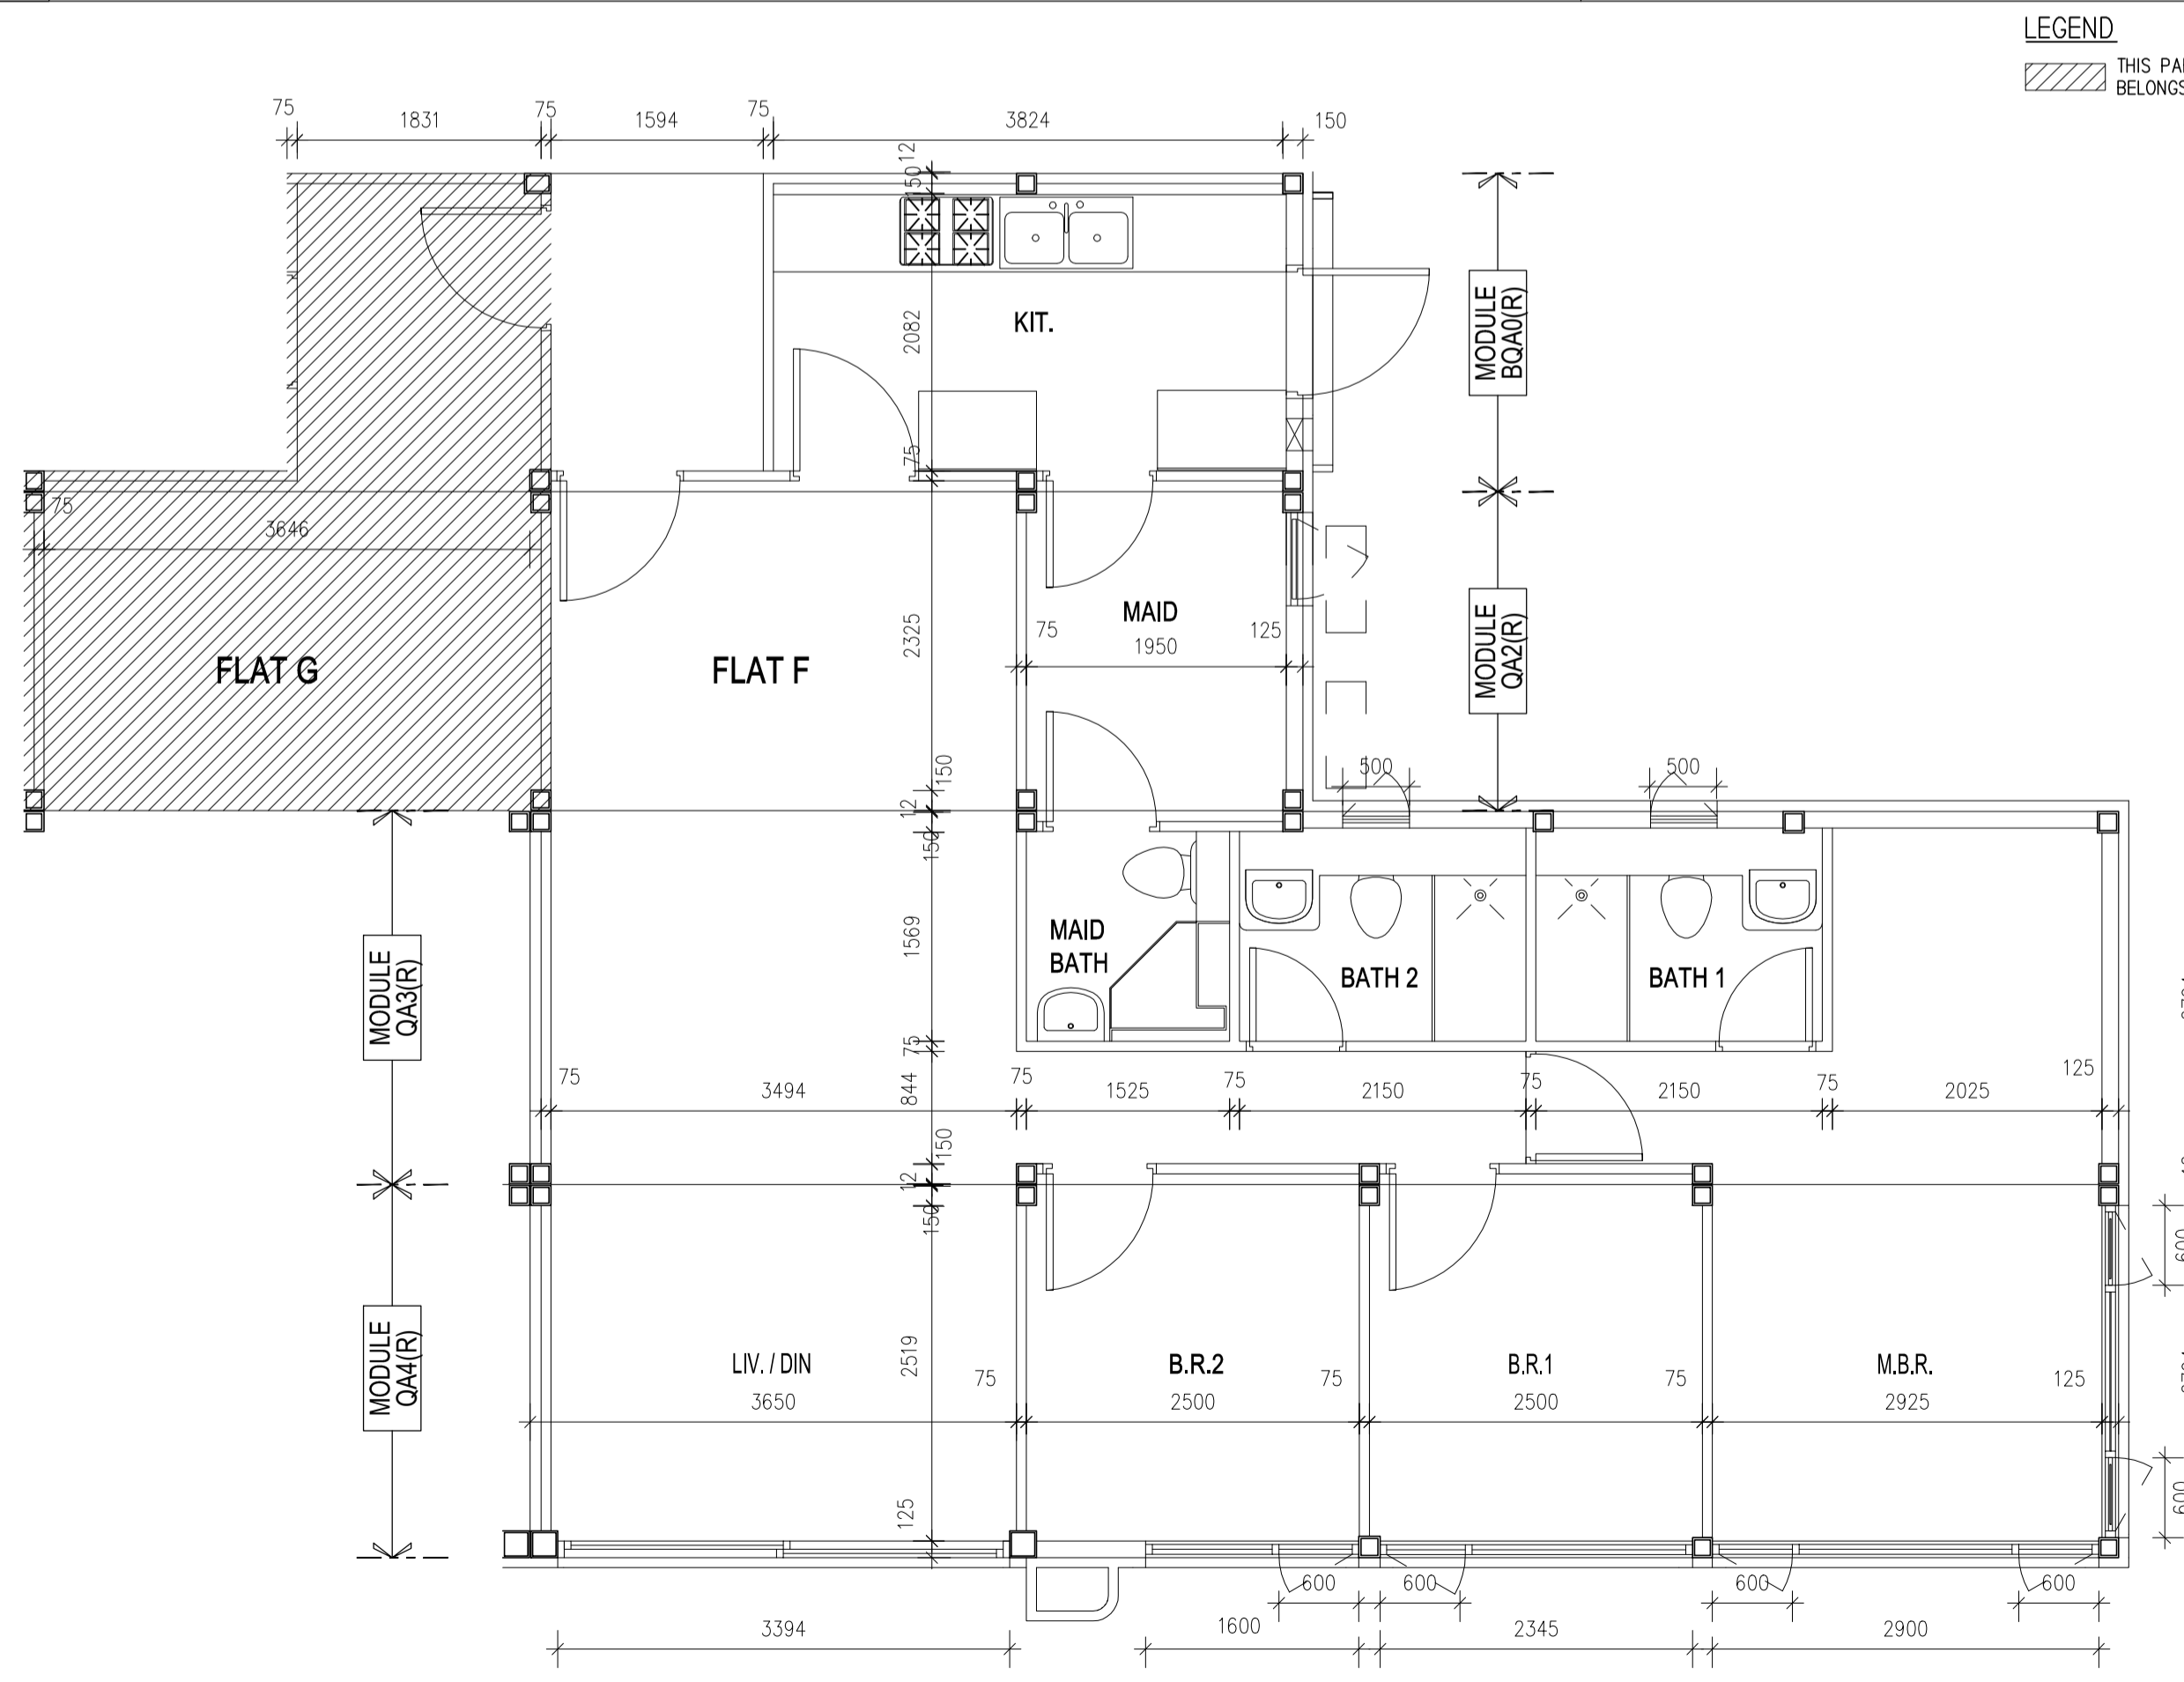 LEGEND
THIS PA
BELONGS
75
1831
75
1594
75
3824
150
12
150
2082
KIT.
MODULE
BQA0(R)
75
75
3646
FLAT G
FLAT F
2325
MAID
75
1950
125
MODULE
QA2(R)
150
12
150
500
500
MODULE
QA3(R)
1569
MAID
BATH
BATH 2
BATH 1
75
844
75
3494
75
1525
75
2150
75
2150
75
2025
125
150
12
150
600
MODULE
QA4(R)
LIV. / DIN
3650
2519
75
B.R.2
2500
75
B.R.1
2500
75
M.B.R.
2925
125
600
125
600
600
600
600
3394
1600
2345
2900